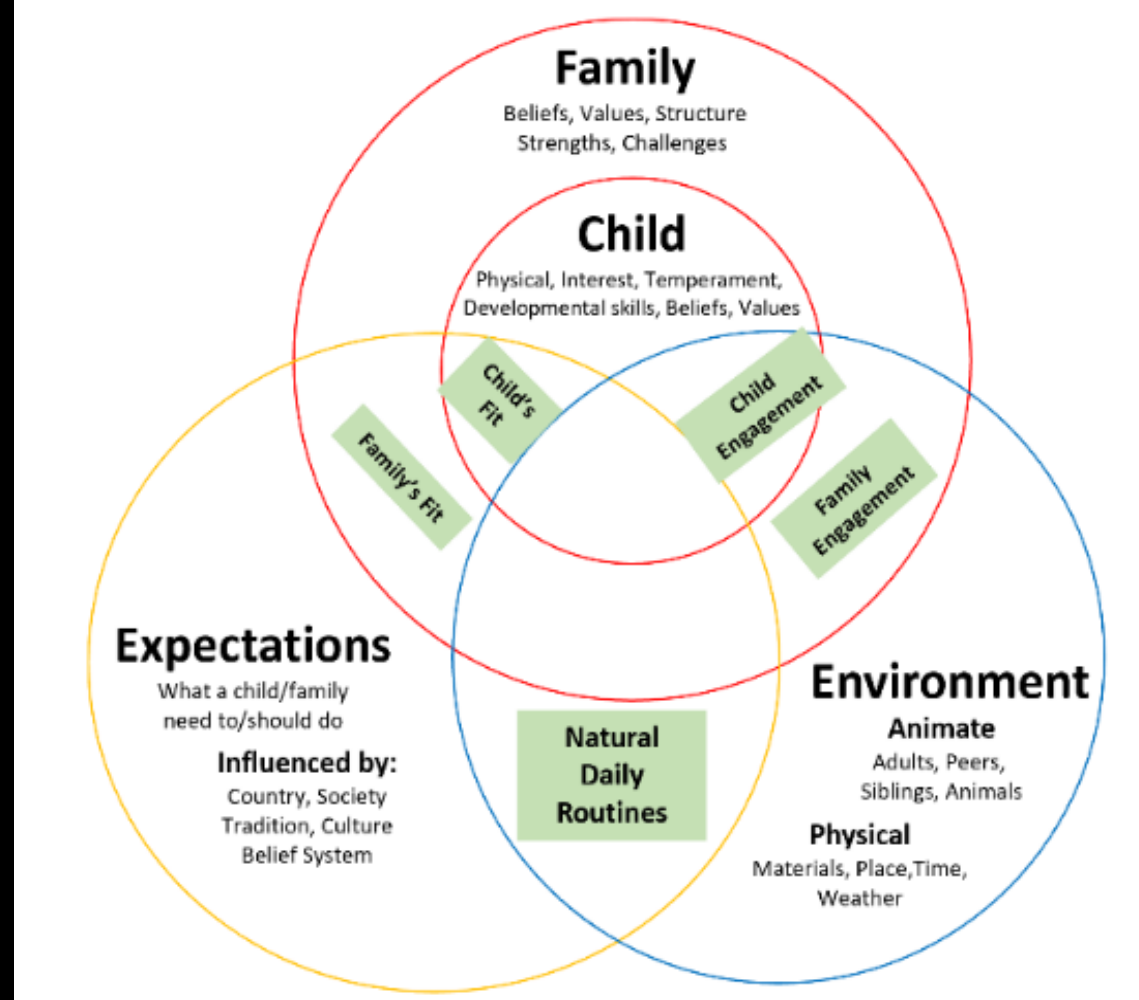 Family
Beliefs, Values, Structure
Strengths, Challenges
Child
Physical, Interest, Temperament,
Developmental skills, Beliefs, Values
Child's
Fit
Child
Engagement
Family's Fit
Family
Engagement
Expectations
What a child/family
need to/should do
Influenced by:
Country, Society
Tradition, Culture
Belief System
Natural
Daily
Routines
Environment
Animate
Adults, Peers,
Siblings, Animals
Physical
Materials, Place,Time,
Weather